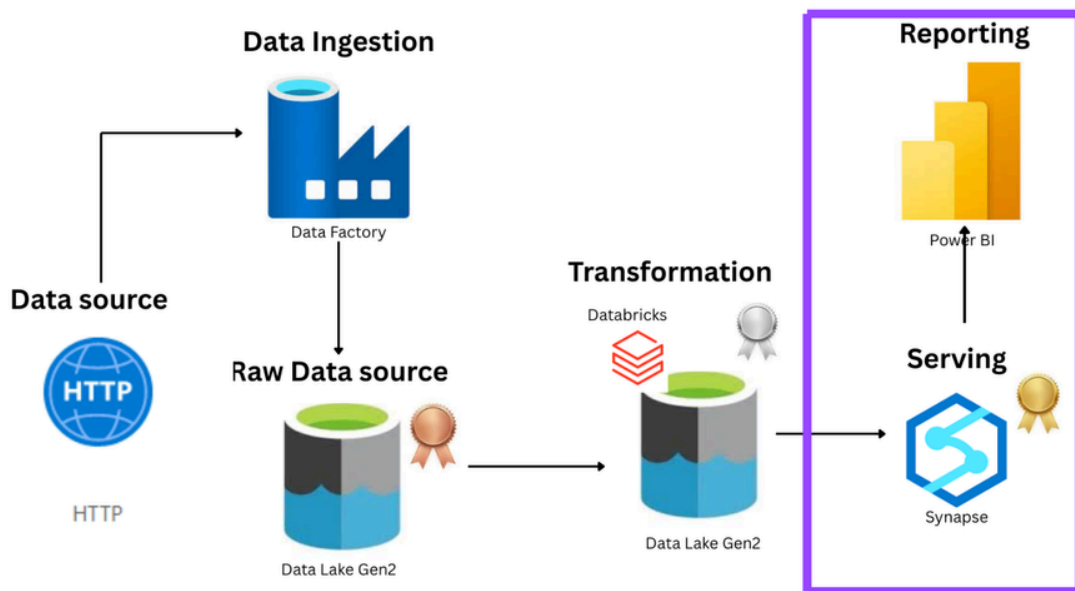 Data Ingestion
Data Factory
Data source
HTTP
HTTP
Raw Data source
Data Lake Gen2
Transformation
Databricks
Data Lake Gen2
Reporting
Power BI
Serving
Synapse